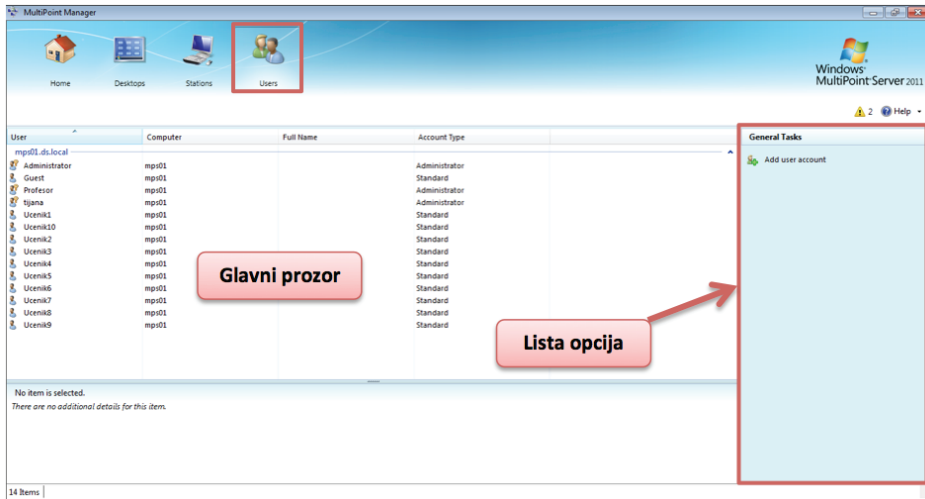 MultiPoint Manager
Home Desktops Stations Users
Windows
MultiPoint Server 2011
2 Help
User Computer Full Name Account Type
General Tasks
mps01.ds.local
Add user account
Administrator mps01 Administrator
Guest mps01 Standard
Profesor mps01 Administrator
tijana mps01 Administrator
Ucenik1 mps01 Standard
Ucenik10 mps01 Standard
Ucenik2 mps01 Standard
Ucenik3 mps01 Standard
Ucenik4 mps01 Standard
Ucenik5 mps01 Standard
Ucenik6 mps01 Standard
Ucenik7 mps01 Standard
Ucenik8 mps01 Standard
Ucenik9 mps01 Standard
Glavni prozor
Lista opcija
No item is selected.
There are no additional details for this item.
14 Items